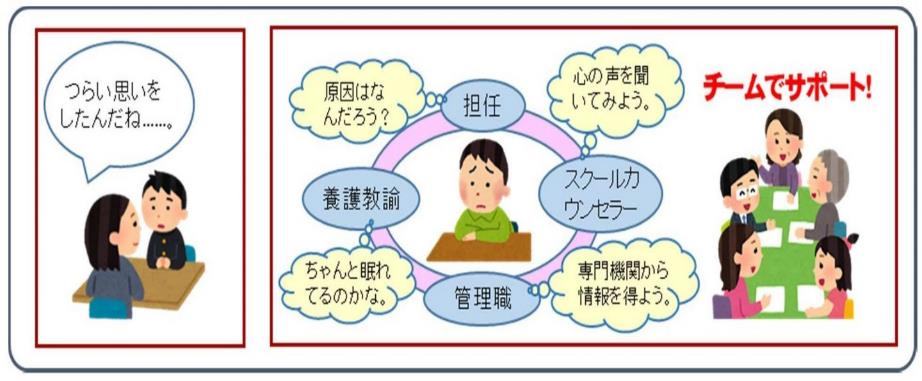 つらい思いを
したんだね……。
原因はな
んだろう？
担任
心の声を聞
いてみよう。
養護教諭
スクールカ
ウンセラー
ちゃんと眠れ
てるのかな。
管理職
専門機関から
情報を得よう。
チームでサポート!